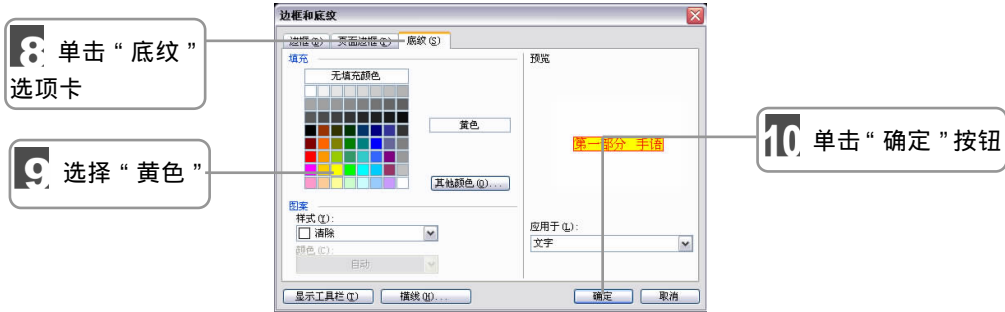 边框和底纹
边框(B) 页面边框(P) 底纹(S)
8 单击“底纹”
选项卡
填充
无填充颜色
黄色
其他颜色(O)...
9 选择“黄色”
图案
样式(Y):
清除
颜色(C):
自动
预览
第一部分 手语
应用于(L):
文字
10 单击“确定”按钮
显示工具栏(T) 横线(H)... 确定 取消